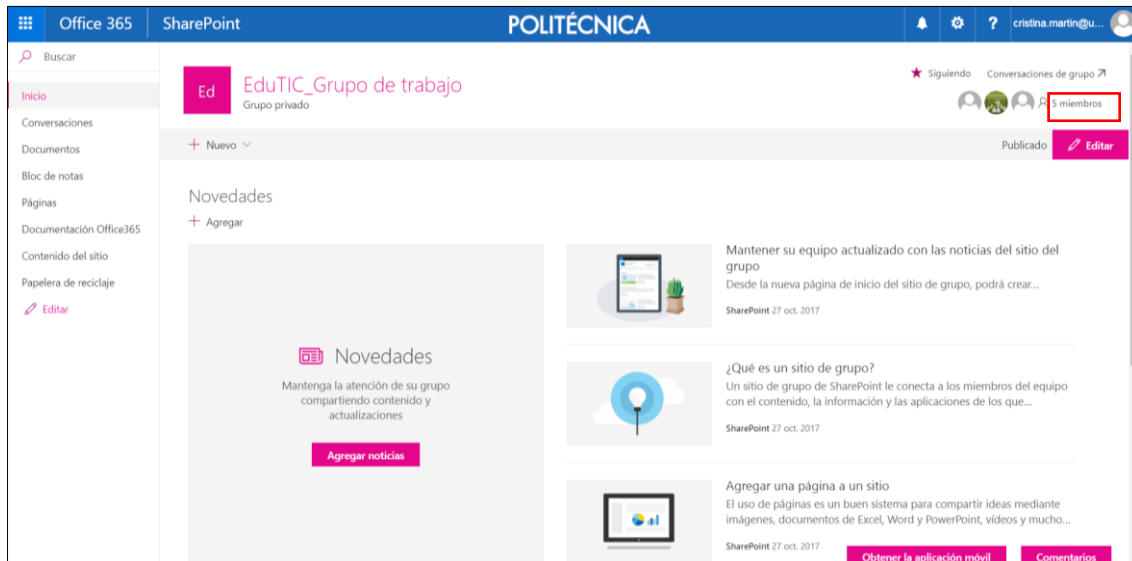 Office 365
SharePoint
POLITÉCNICA
?
cristina.martin@u...
Buscar
Inicio
Conversaciones
Documentos
Bloc de notas
Páginas
Documentación Office365
Contenido del sitio
Papelera de reciclaje
Editar
Ed
EduTIC_Grupo de trabajo
Grupo privado
Siguiendo
Conversaciones de grupo
5 miembros
+ Nuevo
Publicado
Editar
Novedades
+ Agregar
Novedades
Mantenga la atención de su grupo
compartiendo contenido y
actualizaciones
Agregar noticias
Mantener su equipo actualizado con las noticias del sitio del
grupo
Desde la nueva página de inicio del sitio de grupo, podrá crear...
SharePoint 27 oct. 2017
¿Qué es un sitio de grupo?
Un sitio de grupo de SharePoint le conecta a los miembros del equipo
con el contenido, la información y las aplicaciones de los que...
SharePoint 27 oct. 2017
Agregar una página a un sitio
El uso de páginas es un buen sistema para compartir ideas mediante
imágenes, documentos de Excel, Word y PowerPoint, vídeos y mucho...
SharePoint 27 oct. 2017
Obtener la aplicación móvil
Comentarios